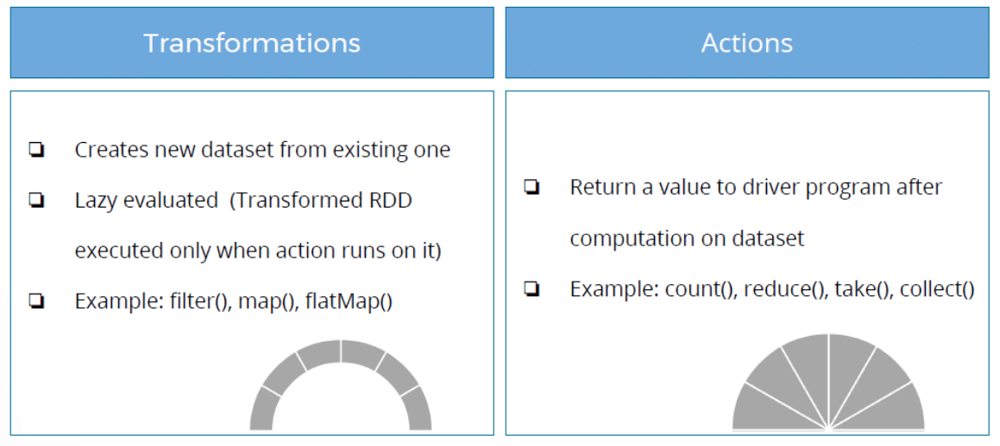 Transformations
Creates new dataset from existing one
Lazy evaluated (Transformed RDD
executed only when action runs on it)
Example: filter(), map(), flatMap()
Actions
Return a value to driver program after
computation on dataset
Example: count(), reduce(), take(), collect()